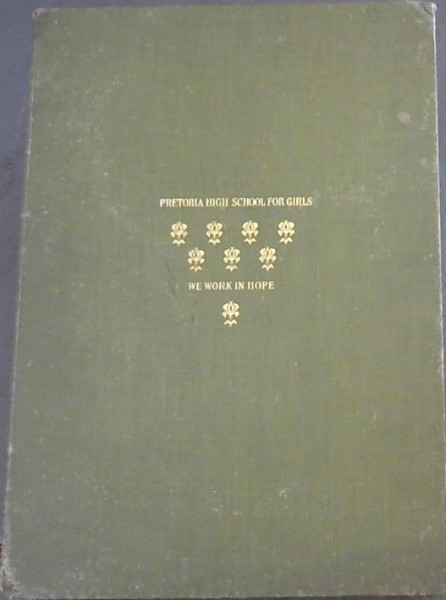 PRETORIA HIGH SCHOOL FOR GIRLS
WE WORK IN HOPE